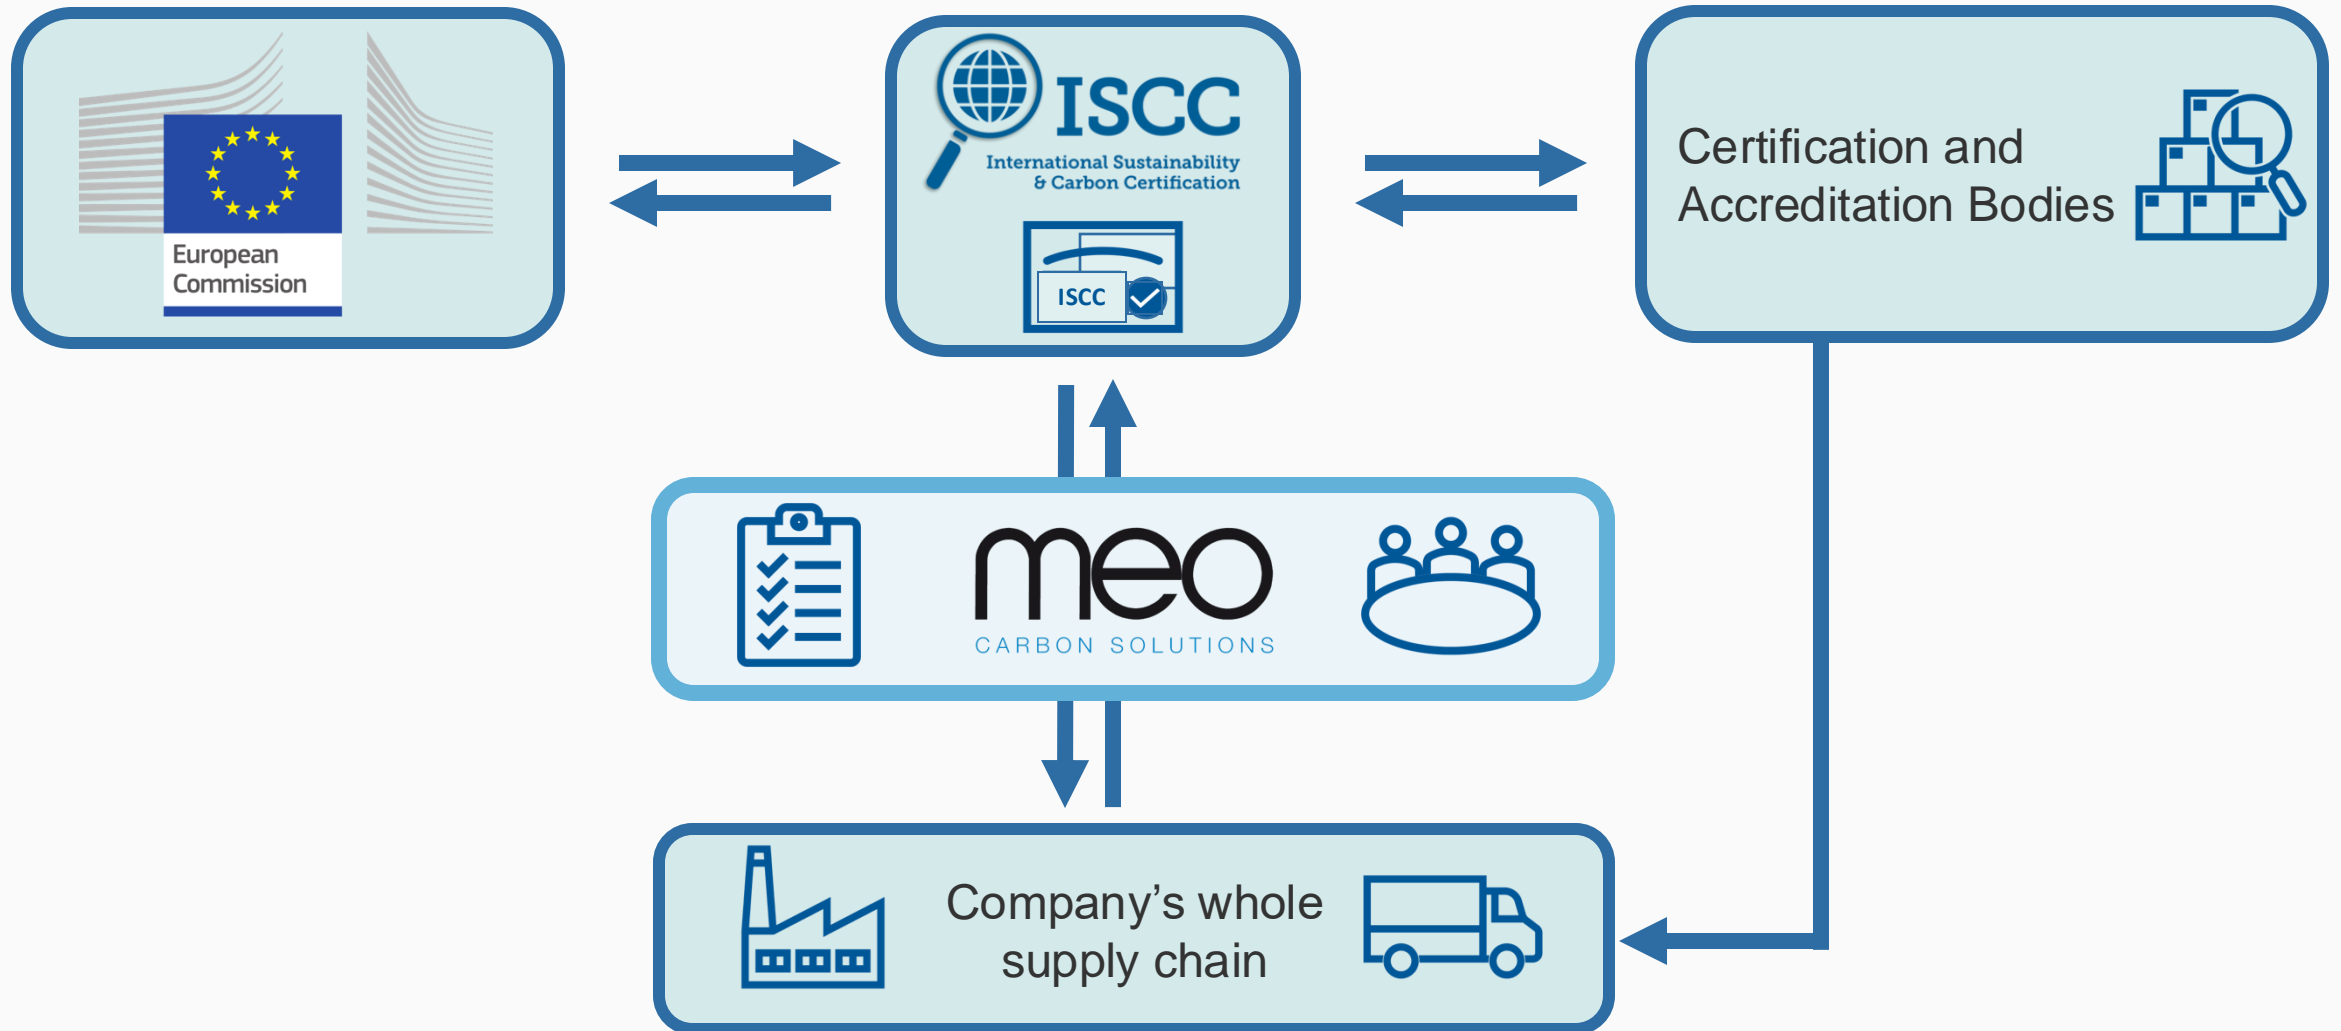 European
Commission
ISCC
International Sustainability
& Carbon Certification
ISCC
Certification and
Accreditation Bodies
meo
CARBON SOLUTIONS
Company’s whole
supply chain